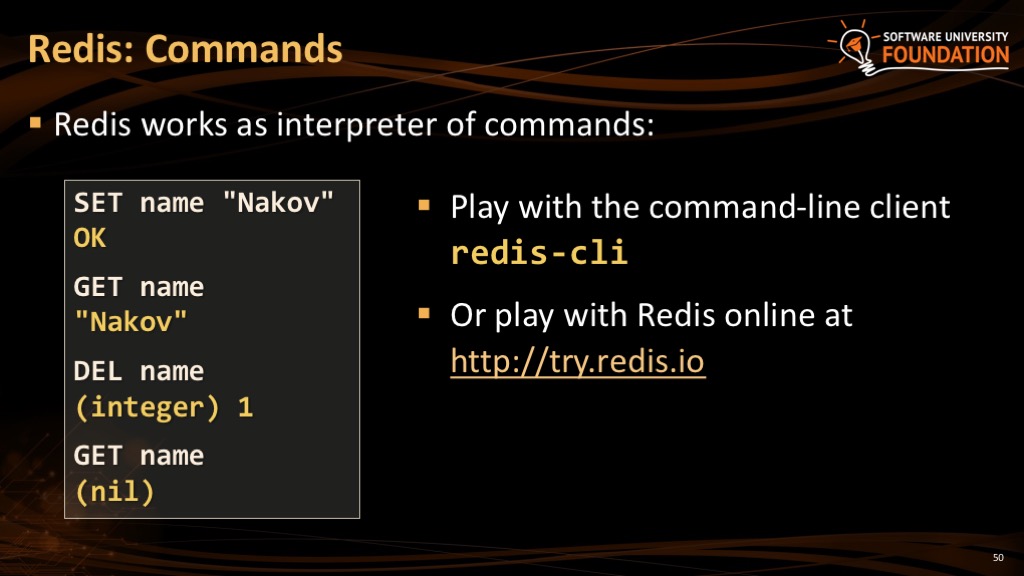 Redis: Commands
SOFTWARE UNIVERSITY
FOUNDATION
▪ Redis works as interpreter of commands:
SET name "Nakov"
OK
GET name
"Nakov"
DEL name
(integer) 1
GET name
(nil)
▪ Play with the command-line client
redis-cli
▪ Or play with Redis online at
http://try.redis.io
50